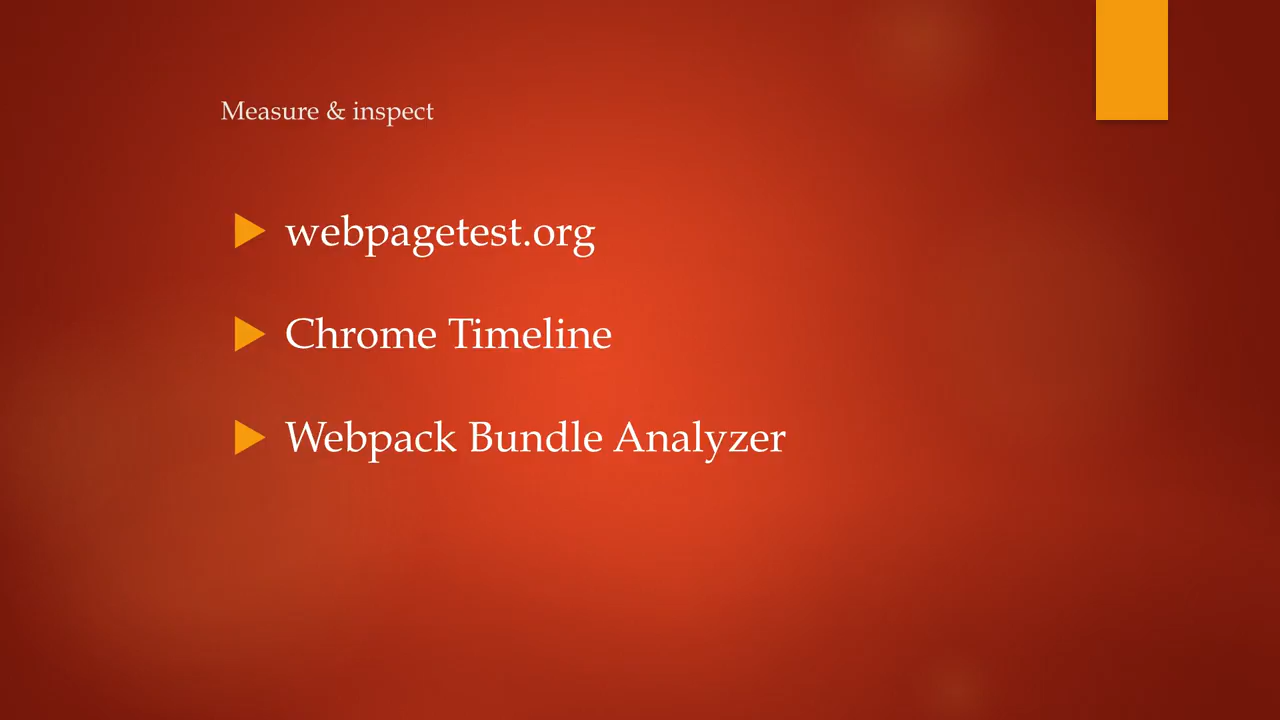 Measure & inspect
webpagetest.org
Chrome Timeline
Webpack Bundle Analyzer